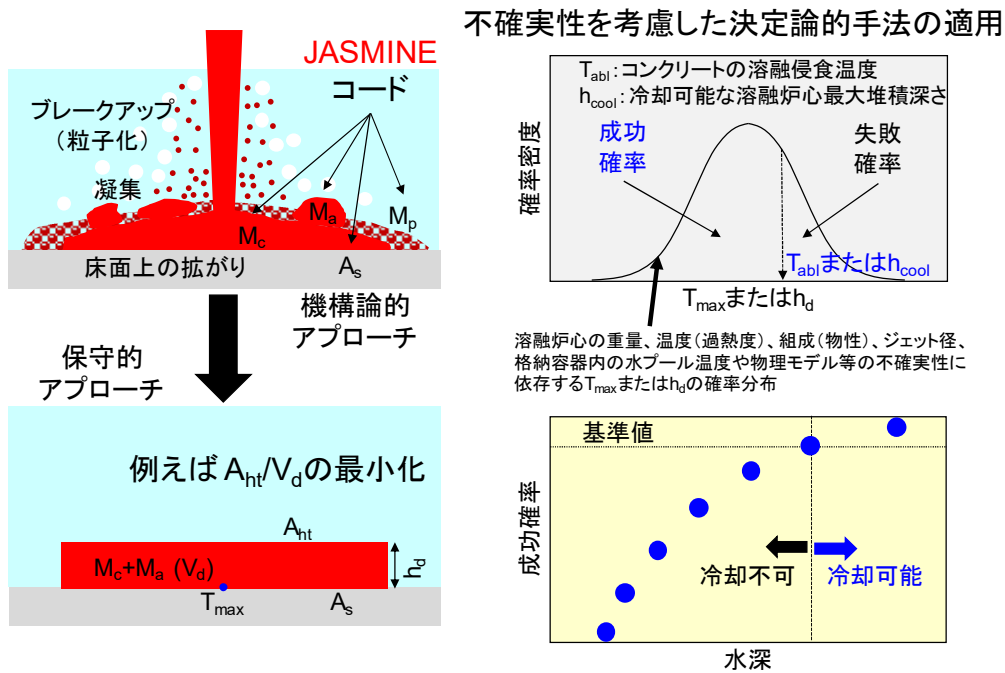 不確実性を考慮した決定論的手法の適用
JASMINE
コード
ブレークアップ
（粒子化）
凝集
Ma
Mp
Mc
床面上の拡がり
As
機構論的
アプローチ
保守的
アプローチ
例えば Aht/Vdの最小化
Aht
Mc+Ma (Vd)
hd
Tmax
As
Tabl：コンクリートの溶融侵食温度
hcool：冷却可能な溶融炉心最大堆積深さ
成功
確率
失敗
確率
確率密度
Tablまたはhcool
Tmaxまたはhd
溶融炉心の重量、温度（過熱度）、組成（物性）、ジェット径、
格納容器内の水プール温度や物理モデル等の不確実性に
依存するTmaxまたはhdの確率分布
基準値
成功確率
冷却不可
冷却可能
水深